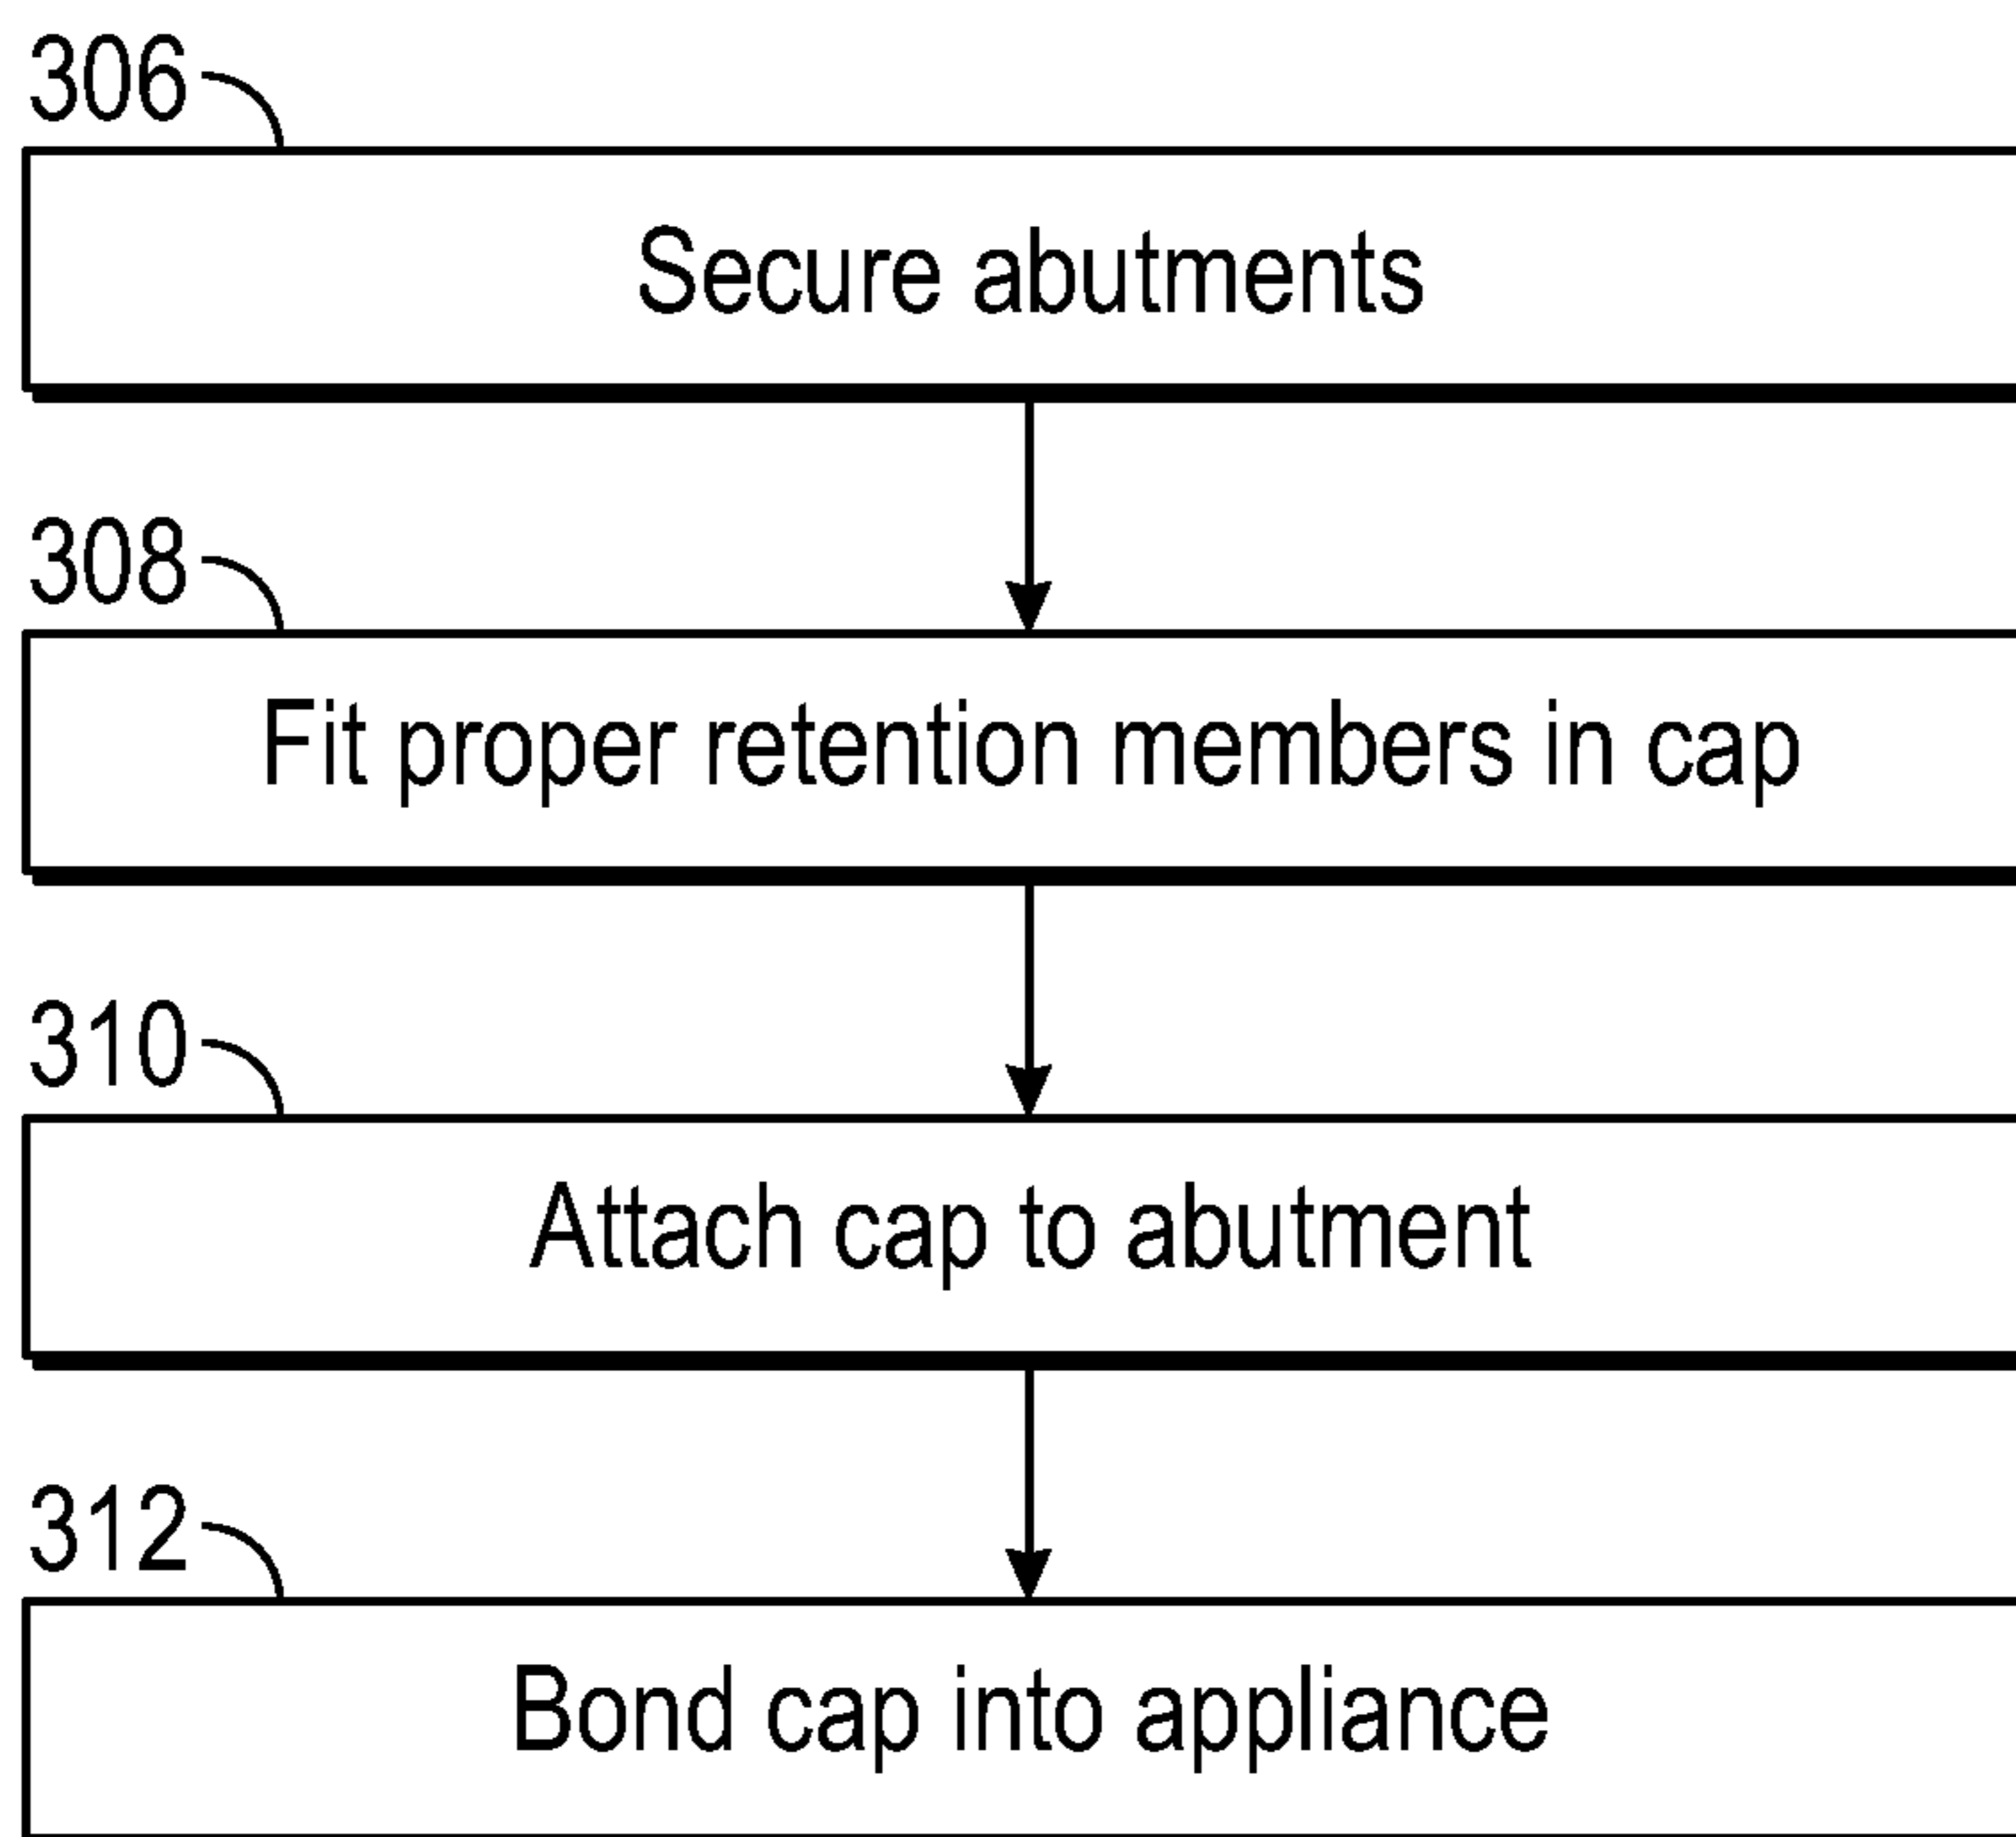 306
Secure abutments
308
Fit proper retention members in cap
310
Attach cap to abutment
312
Bond cap into appliance